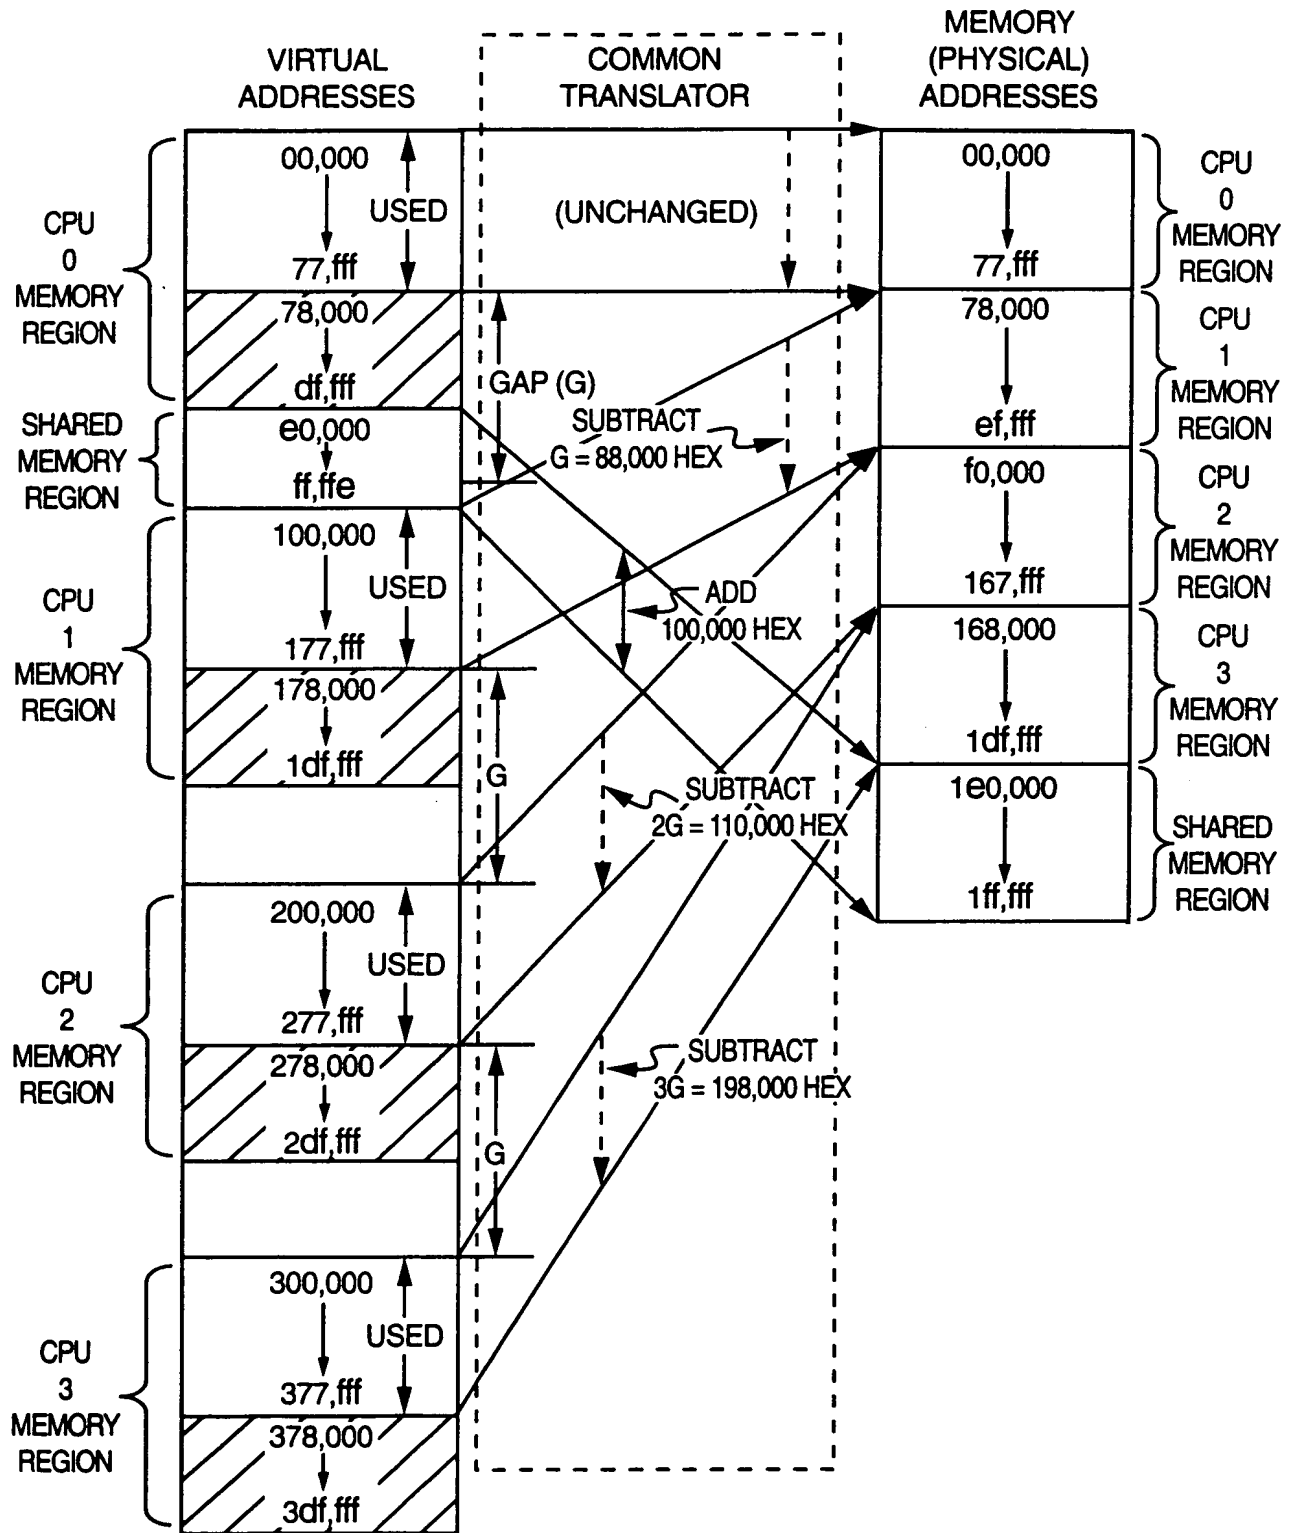 VIRTUAL
ADDRESSES
COMMON
TRANSLATOR
MEMORY
(PHYSICAL)
ADDRESSES
CPU
0
MEMORY
REGION
00,000
USED
77,fff
78,000
df,fff
SHARED
MEMORY
REGION
e0,000
ff,ffe
CPU
1
MEMORY
REGION
100,000
USED
177,fff
178,000
1df,fff
CPU
2
MEMORY
REGION
200,000
USED
277,fff
278,000
2df,fff
CPU
3
MEMORY
REGION
300,000
USED
377,fff
378,000
3df,fff
(UNCHANGED)
GAP (G)
SUBTRACT
G = 88,000 HEX
ADD
100,000 HEX
G
SUBTRACT
2G = 110,000 HEX
G
SUBTRACT
3G = 198,000 HEX
00,000
77,fff
CPU
0
MEMORY
REGION
78,000
ef,fff
CPU
1
MEMORY
REGION
f0,000
167,fff
CPU
2
MEMORY
REGION
168,000
1df,fff
CPU
3
MEMORY
REGION
1e0,000
1ff,fff
SHARED
MEMORY
REGION